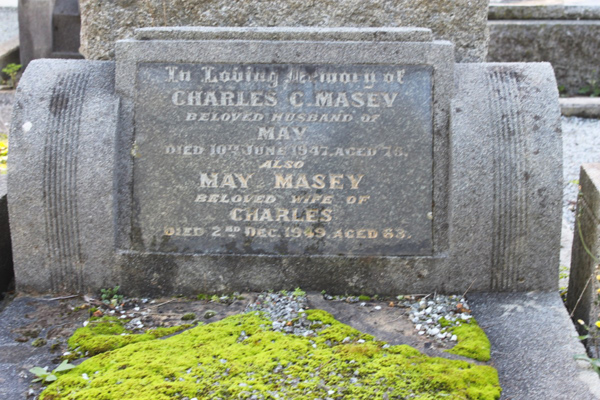 In Loving Memory of
CHARLES C. MASEY
BELOVED HUSBAND OF
MAY
DIED 10TH JUNE 1947, AGED 76.
ALSO
MAY MASEY
BELOVED WIFE OF
CHARLES
DIED 2ND DEC. 1949, AGED 83.